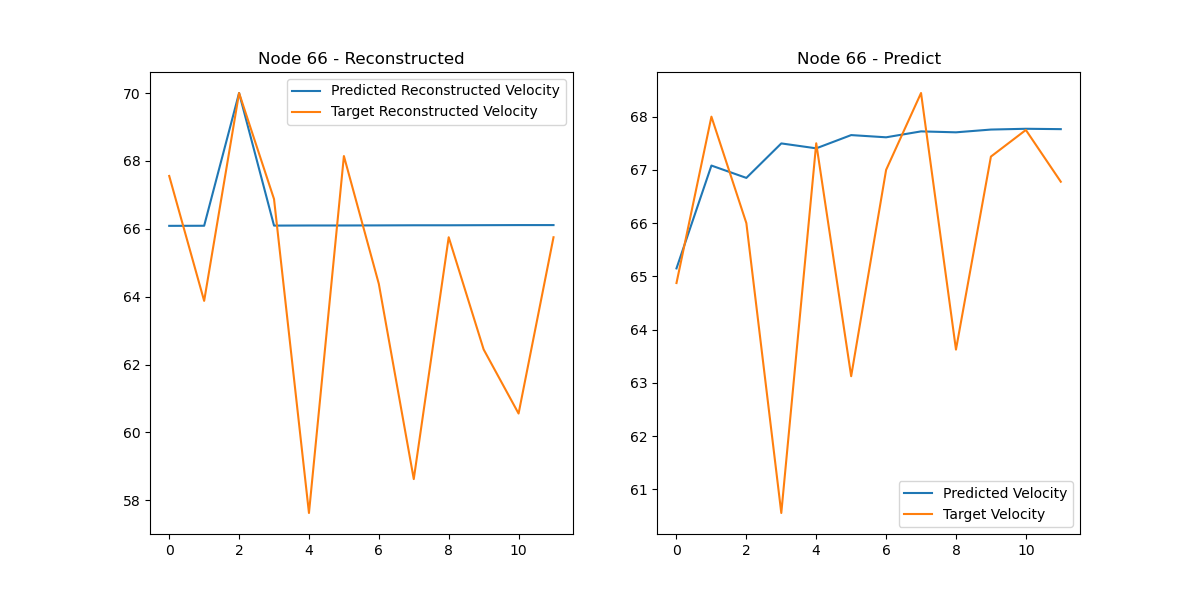 Node 66 - Reconstructed
Predicted Reconstructed Velocity
Target Reconstructed Velocity
70
68
66
64
62
60
58
0 2 4 6 8 10
Node 66 - Predict
68
67
66
65
64
63
62
61
Predicted Velocity
Target Velocity
0 2 4 6 8 10